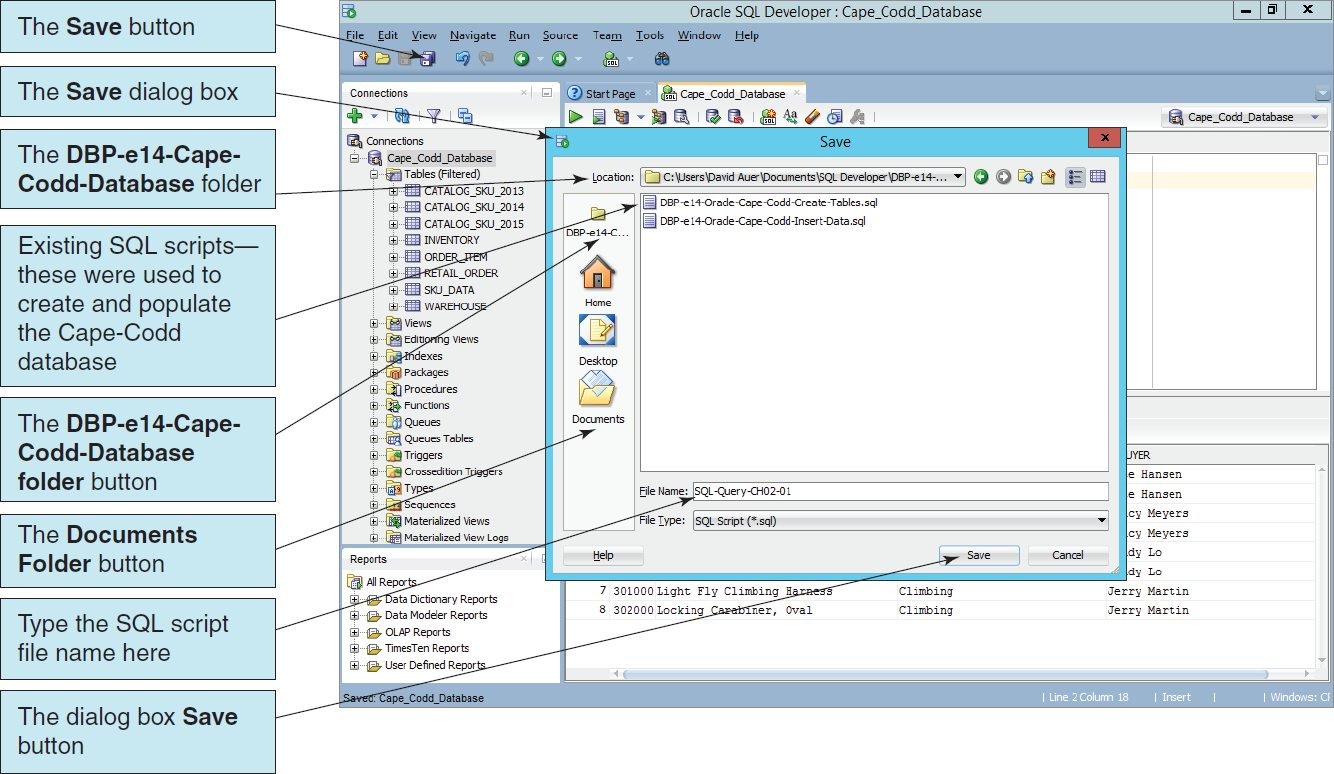 The Save button
The Save dialog box
The DBP-e14-Cape-
Codd-Database folder
Existing SQL scripts—
these were used to
create and populate
the Cape-Codd
database
The DBP-e14-Cape-
Codd-Database
folder button
The Documents
Folder button
Type the SQL script
file name here
The dialog box Save
button
Oracle SQL Developer : Cape_Codd_Database
File Edit View Navigate Run Source Team Tools Window Help
Connections
Start Page
Cape_Codd_Database
SQL
Aa
Cape_Codd_Database
Connections
Cape_Codd_Database
Tables (Filtered)
CATALOG_SKU_2013
CATALOG_SKU_2014
CATALOG_SKU_2015
INVENTORY
ORDER_ITEM
RETAIL_ORDER
SKU_DATA
WAREHOUSE
Views
Editioning Views
Indexes
Packages
Procedures
Functions
Queues
Queues Tables
Triggers
Crossedition Triggers
Types
Sequences
Materialized Views
Materialized View Logs
Reports
All Reports
Data Dictionary Reports
Data Modeler Reports
OLAP Reports
TimesTen Reports
User Defined Reports
Save
Location: C:\Users\David Auer\Documents\SQL Developer\DBP-e14-...
DBP-e14-C...
Home
Desktop
Documents
DBP-e14-Oracle-Cape-Codd-Create-Tables.sql
DBP-e14-Oracle-Cape-Codd-Insert-Data.sql
File Name: SQL-Query-CH02-01
File Type: SQL Script (*.sql)
Help Save Cancel
UYER
e Hansen
e Hansen
cy Meyers
cy Meyers
dy Lo
dy Lo
7 301000 Light Fly Climbing Harness Climbing Jerry Martin
8 302000 Locking Carabiner, Oval Climbing Jerry Martin
Saved: Cape_Codd_Database
Line 2 Column 18 | Insert | Windows: CF